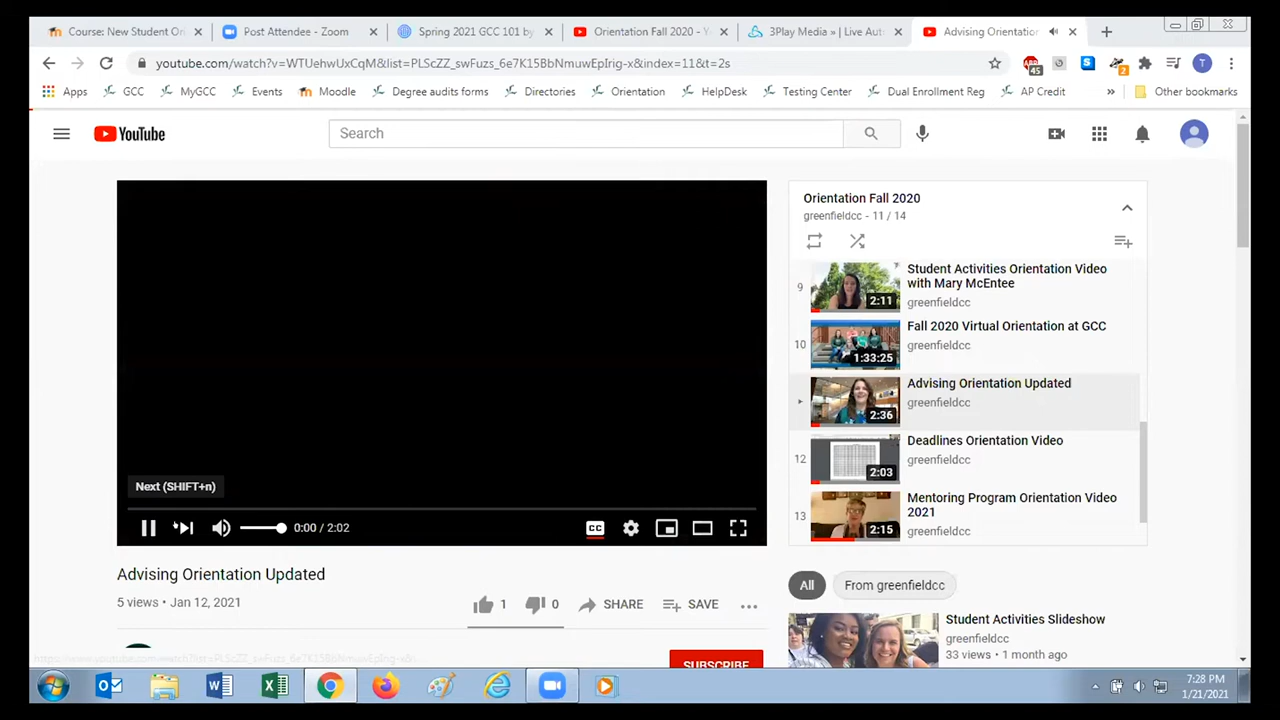 Course: New Student Ori
Post Attendee - Zoom
Spring 2021 GCC 101 by
Orientation Fall 2020 - Yo
3Play Media » | Live Aut
Advising Orientatio
youtube.com/watch?v=WTUehwUxCqM&list=PLScZZ_swFuzs_6e7K15BbNmuwEpIrig-x&index=11&t=2s
ABP
45
2
T
Apps
GCC
MyGCC
Events
Moodle
Degree audits forms
Directories
Orientation
HelpDesk
Testing Center
Dual Enrollment Reg
AP Credit
»
Other bookmarks
YouTube
Search
Orientation Fall 2020
greenfieldcc - 11 / 14
9
Student Activities Orientation Video
with Mary McEntee
greenfieldcc
2:11
10
Fall 2020 Virtual Orientation at GCC
greenfieldcc
1:33:25
Advising Orientation Updated
greenfieldcc
2:36
12
Deadlines Orientation Video
greenfieldcc
2:03
13
Mentoring Program Orientation Video
2021
greenfieldcc
2:15
Next (SHIFT+n)
0:00 / 2:02
CC
Advising Orientation Updated
5 views • Jan 12, 2021
1
0
SHARE
SAVE
SUBSCRIBE
All
From greenfieldcc
Student Activities Slideshow
greenfieldcc
33 views • 1 month ago
7:28 PM
1/21/2021